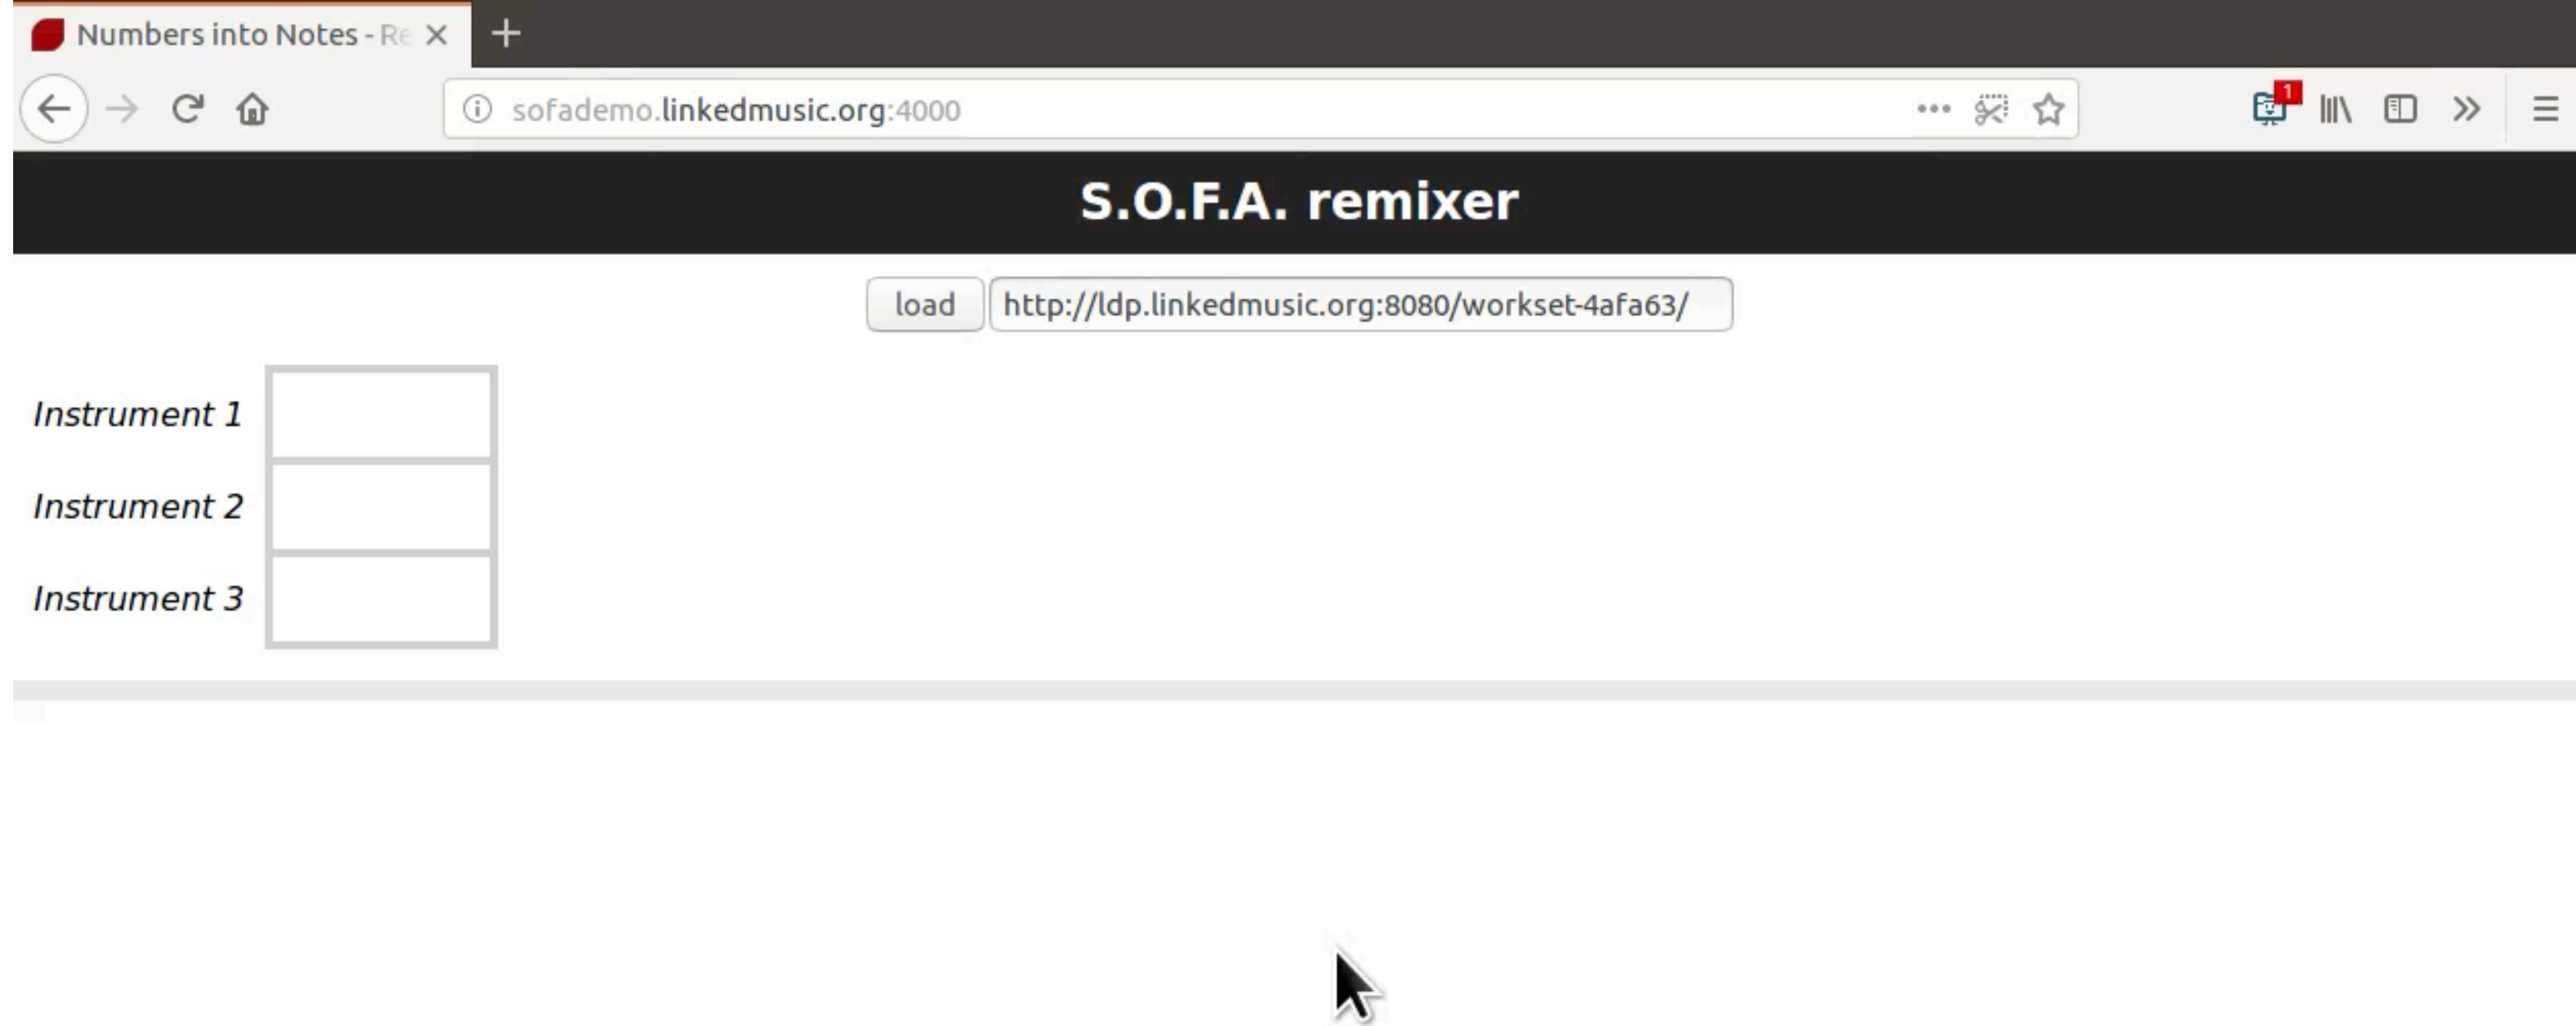 Numbers into Notes - Re
sofademo.linkedmusic.org:4000
1
S.O.F.A. remixer
load http://ldp.linkedmusic.org:8080/workset-4afa63/
Instrument 1
Instrument 2
Instrument 3